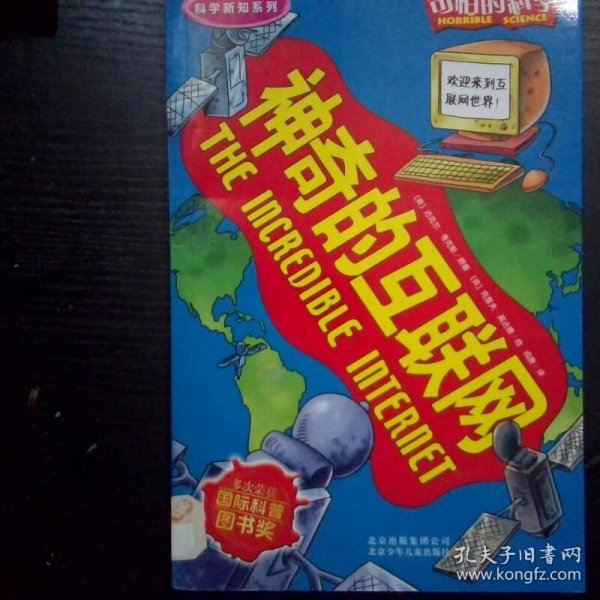 科学新知系列
可怕的科学
HORRIBLE SCIENCE
欢迎来到互
联网世界!
神奇的互联网
THE INCREDIBLE INTERNET
多次荣获
国际科普
图书奖
北京出版集团公司
北京少年儿童出版社
孔夫子旧书网
www.kongfz.com